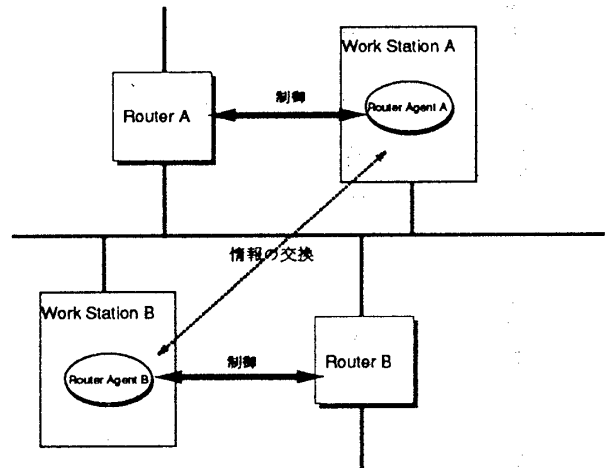 Work Station A
制御
Router Agent A
Router A
情報の交換
Work Station B
制御
Router Agent B
Router B